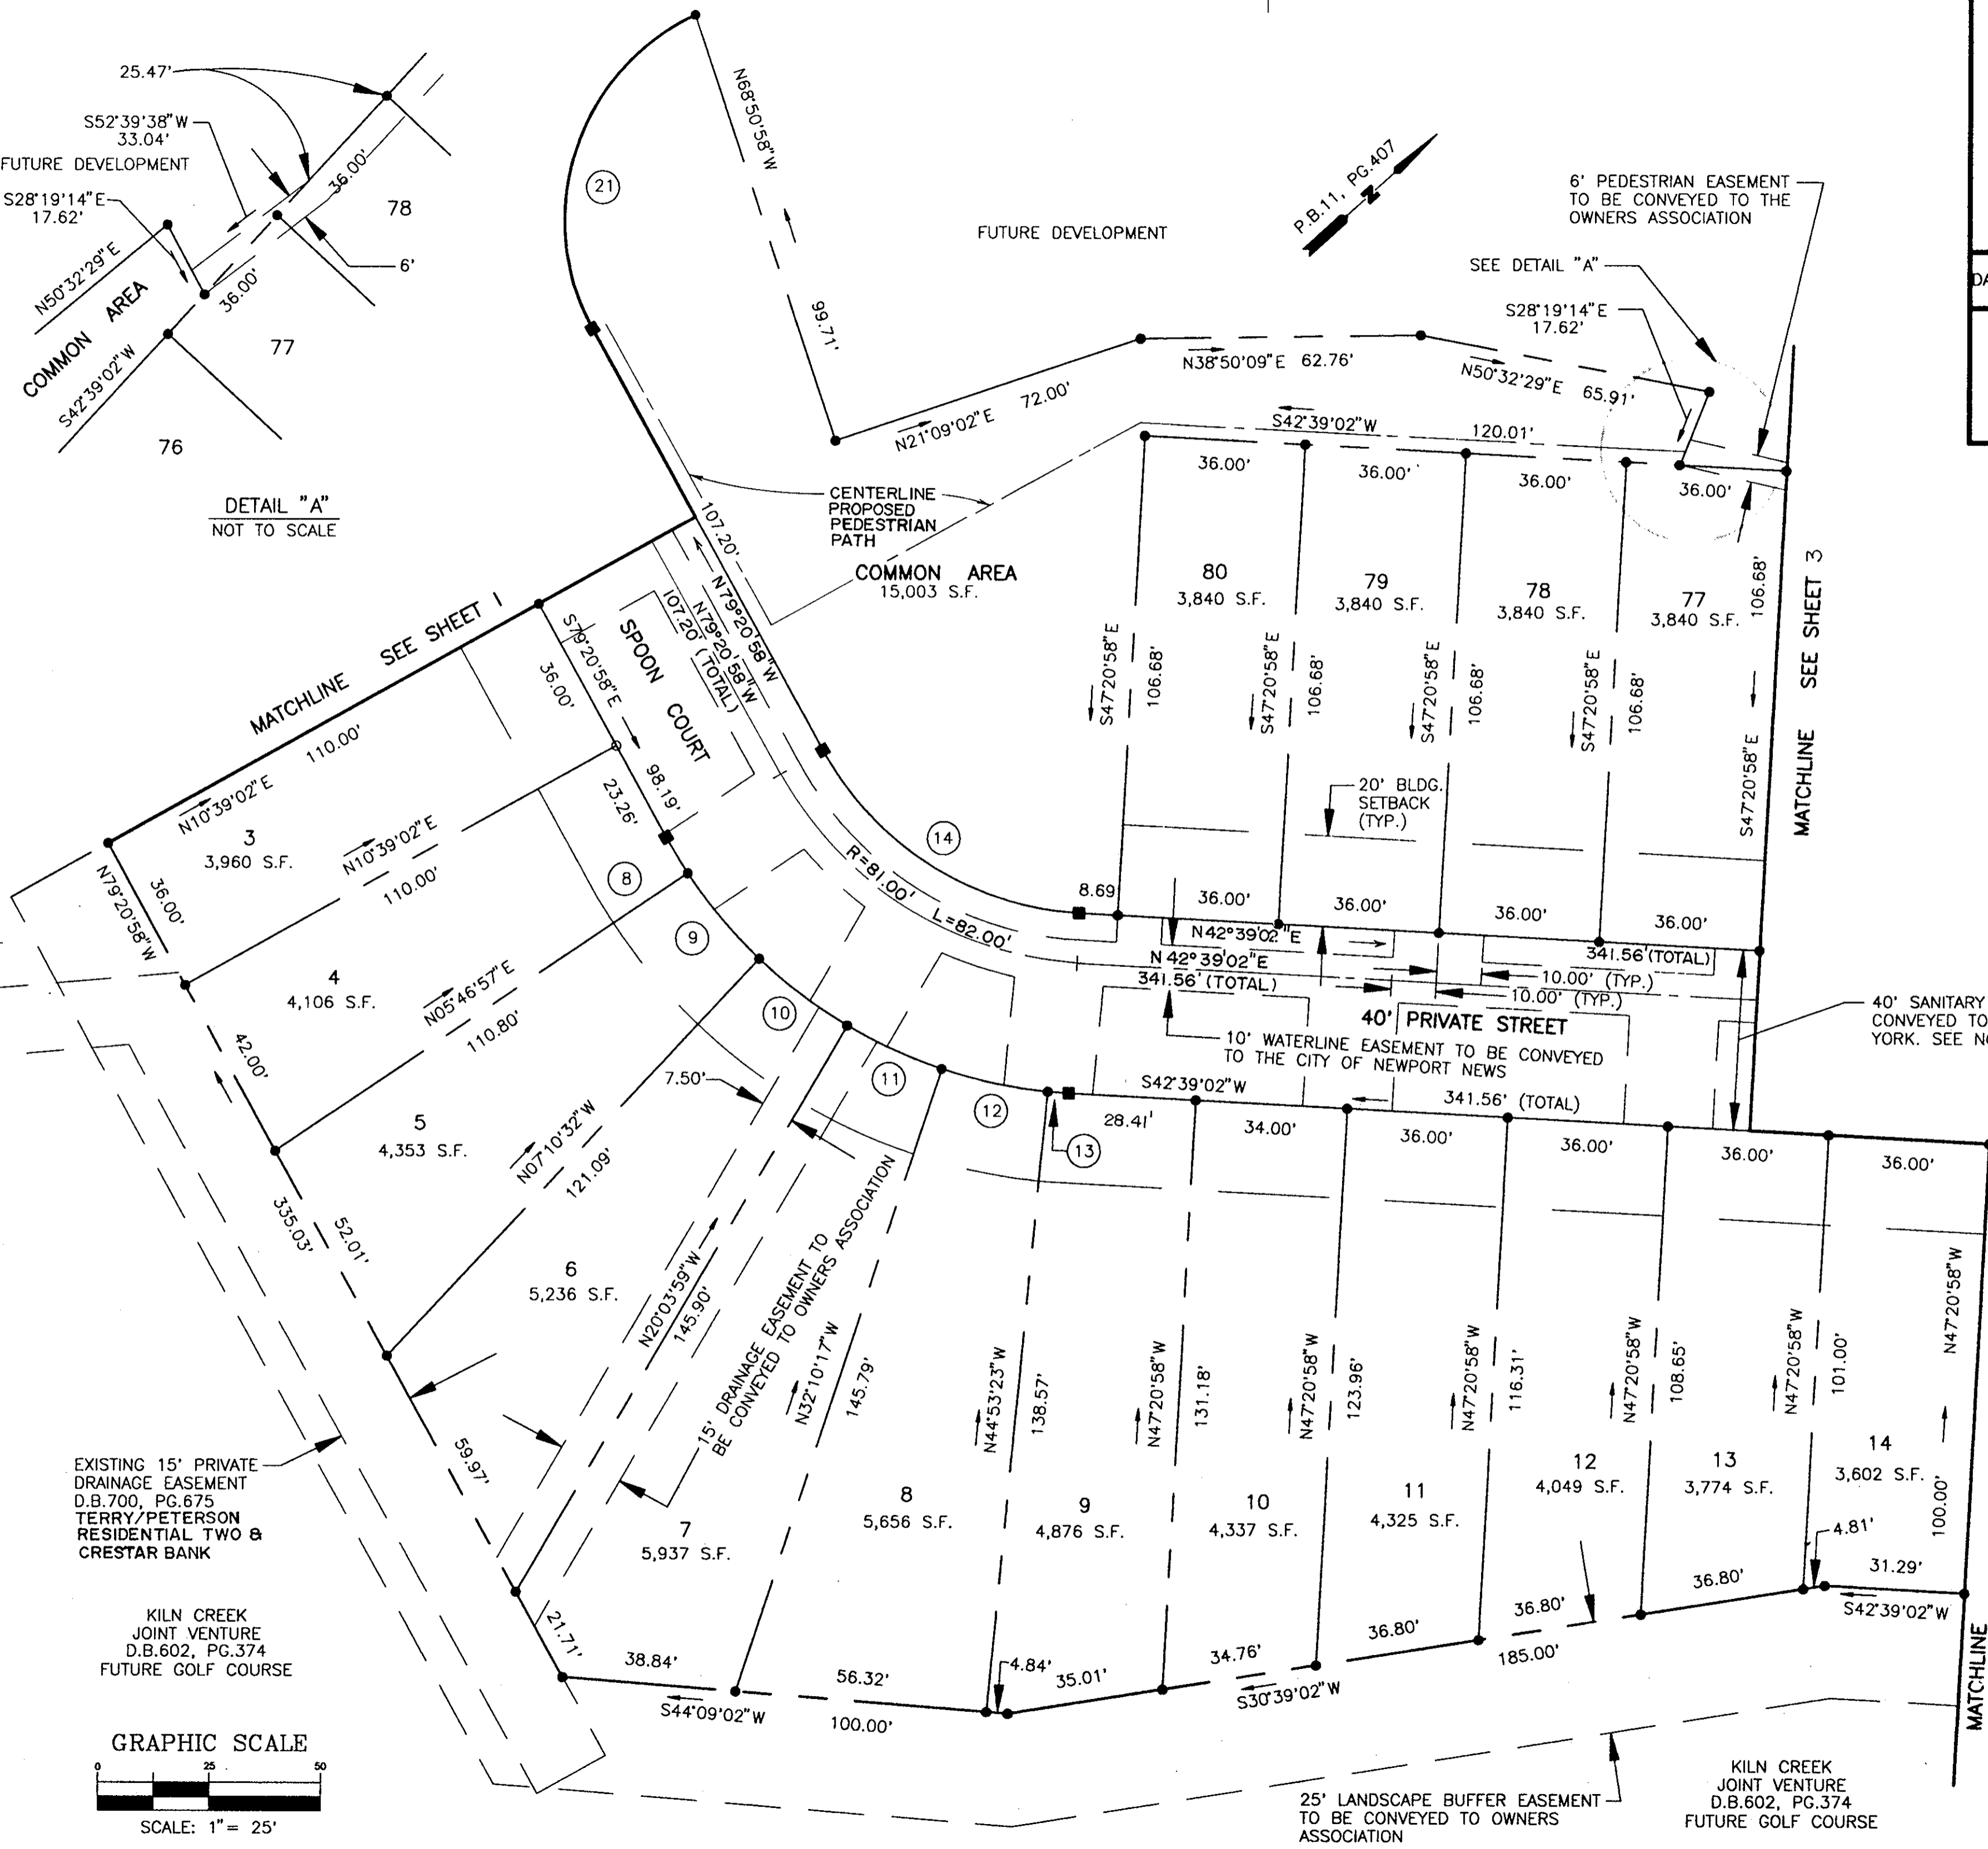 25.47'
S52°39'38"W
33.04'
FUTURE DEVELOPMENT
S28°19'14"E
17.62'
36.00'
78
6'
N50°32'29"E
36.00'
COMMON AREA
77
S42°39'02"W
76
DETAIL "A"
NOT TO SCALE
21
N68°50'58"W
99.71'
FUTURE DEVELOPMENT
P.B.11, PG.407
N
6' PEDESTRIAN EASEMENT
TO BE CONVEYED TO THE
OWNERS ASSOCIATION
SEE DETAIL "A"
S28°19'14"E
17.62'
DA
N21°09'02"E 72.00'
N38°50'09"E 62.76'
N50°32'29"E 65.91'
S42°39'02"W 120.01'
36.00'
36.00'
36.00'
36.00'
CENTERLINE
PROPOSED
PEDESTRIAN
PATH
COMMON AREA
15,003 S.F.
107.20'
N79°20'58"W
N79°20'58"W
107.20' (TOTAL)
SPOON COURT
S79°20'58"E
36.00'
98.19'
23.26'
MATCHLINE SEE SHEET 1
110.00'
N10°39'02"E
80
3,840 S.F.
79
3,840 S.F.
78
3,840 S.F.
77
3,840 S.F.
106.68'
S47°20'58"E
106.68'
S47°20'58"E
106.68'
S47°20'58"E
106.68'
S47°20'58"E
106.68'
S47°20'58"E
MATCHLINE SEE SHEET 3
20' BLDG.
SETBACK
(TYP.)
3
3,960 S.F.
N10°39'02"E
110.00'
N79°20'58"W
36.00'
8
9
10
11
12
13
14
R=81.00' L=82.00'
8.69
36.00'
36.00'
36.00'
36.00'
N42°39'02"E
341.56'(TOTAL)
N42°39'02"E
341.56' (TOTAL)
10.00' (TYP.)
10.00' (TYP.)
40' PRIVATE STREET
10' WATERLINE EASEMENT TO BE CONVEYED
TO THE CITY OF NEWPORT NEWS
40' SANITARY
CONVEYED TO
YORK. SEE NO
S42°39'02"W
341.56' (TOTAL)
28.41'
34.00'
36.00'
36.00'
36.00'
36.00'
4
4,106 S.F.
N05°46'57"E
110.80'
42.00'
5
4,353 S.F.
N07°10'32"W
121.09'
7.50'
335.03'
52.01'
6
5,236 S.F.
N20°03'59"W
145.90'
15' DRAINAGE EASEMENT TO
BE CONVEYED TO OWNERS ASSOCIATION
N32°10'17"W
145.79'
N44°53'23"W
138.57'
N47°20'58"W
131.18'
N47°20'58"W
123.96'
N47°20'58"W
116.31'
N47°20'58"W
108.65'
N47°20'58"W
101.00'
N47°20'58"W
100.00'
59.97'
EXISTING 15' PRIVATE
DRAINAGE EASEMENT
D.B.700, PG.675
TERRY/PETERSON
RESIDENTIAL TWO &
CRESTAR BANK
7
5,937 S.F.
8
5,656 S.F.
9
4,876 S.F.
10
4,337 S.F.
11
4,325 S.F.
12
4,049 S.F.
13
3,774 S.F.
14
3,602 S.F.
4.81'
31.29'
S42°39'02"W
21.71'
38.84'
56.32'
4.84'
35.01'
34.76'
36.80'
36.80'
36.80'
S44°09'02"W
100.00'
S30°39'02"W
185.00'
MATCHLINE
KILN CREEK
JOINT VENTURE
D.B.602, PG.374
FUTURE GOLF COURSE
GRAPHIC SCALE
0 25 50
SCALE: 1"= 25'
25' LANDSCAPE BUFFER EASEMENT
TO BE CONVEYED TO OWNERS
ASSOCIATION
KILN CREEK
JOINT VENTURE
D.B.602, PG.374
FUTURE GOLF COURSE